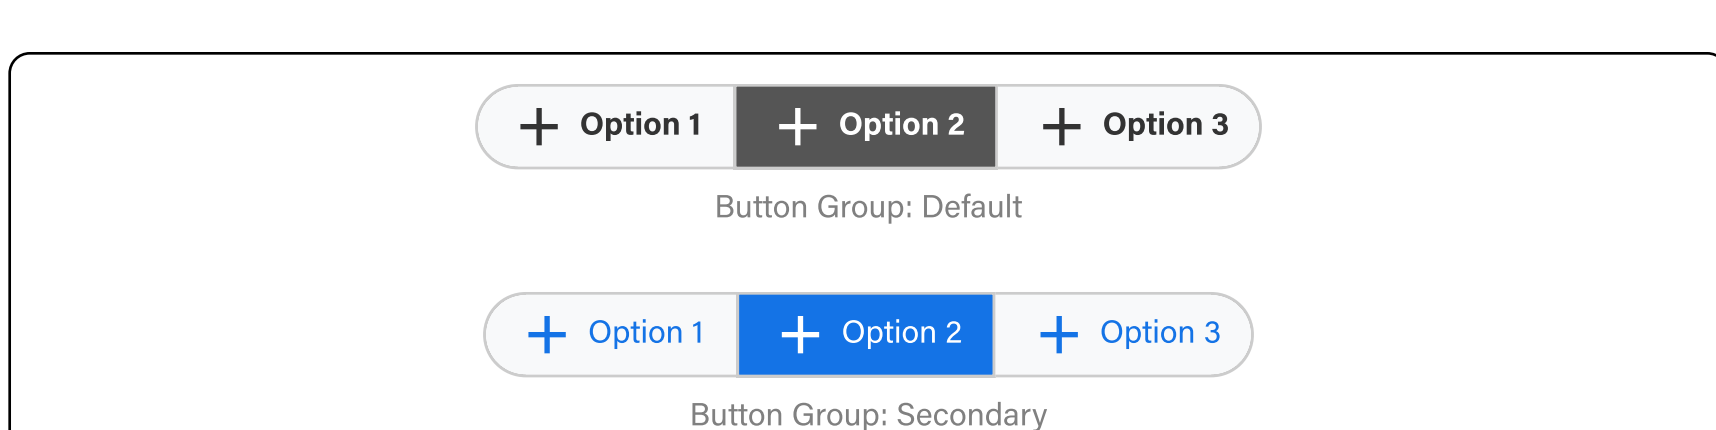 Option 1 Option 2 Option 3
Button Group: Default
Option 1 Option 2 Option 3
Button Group: Secondary